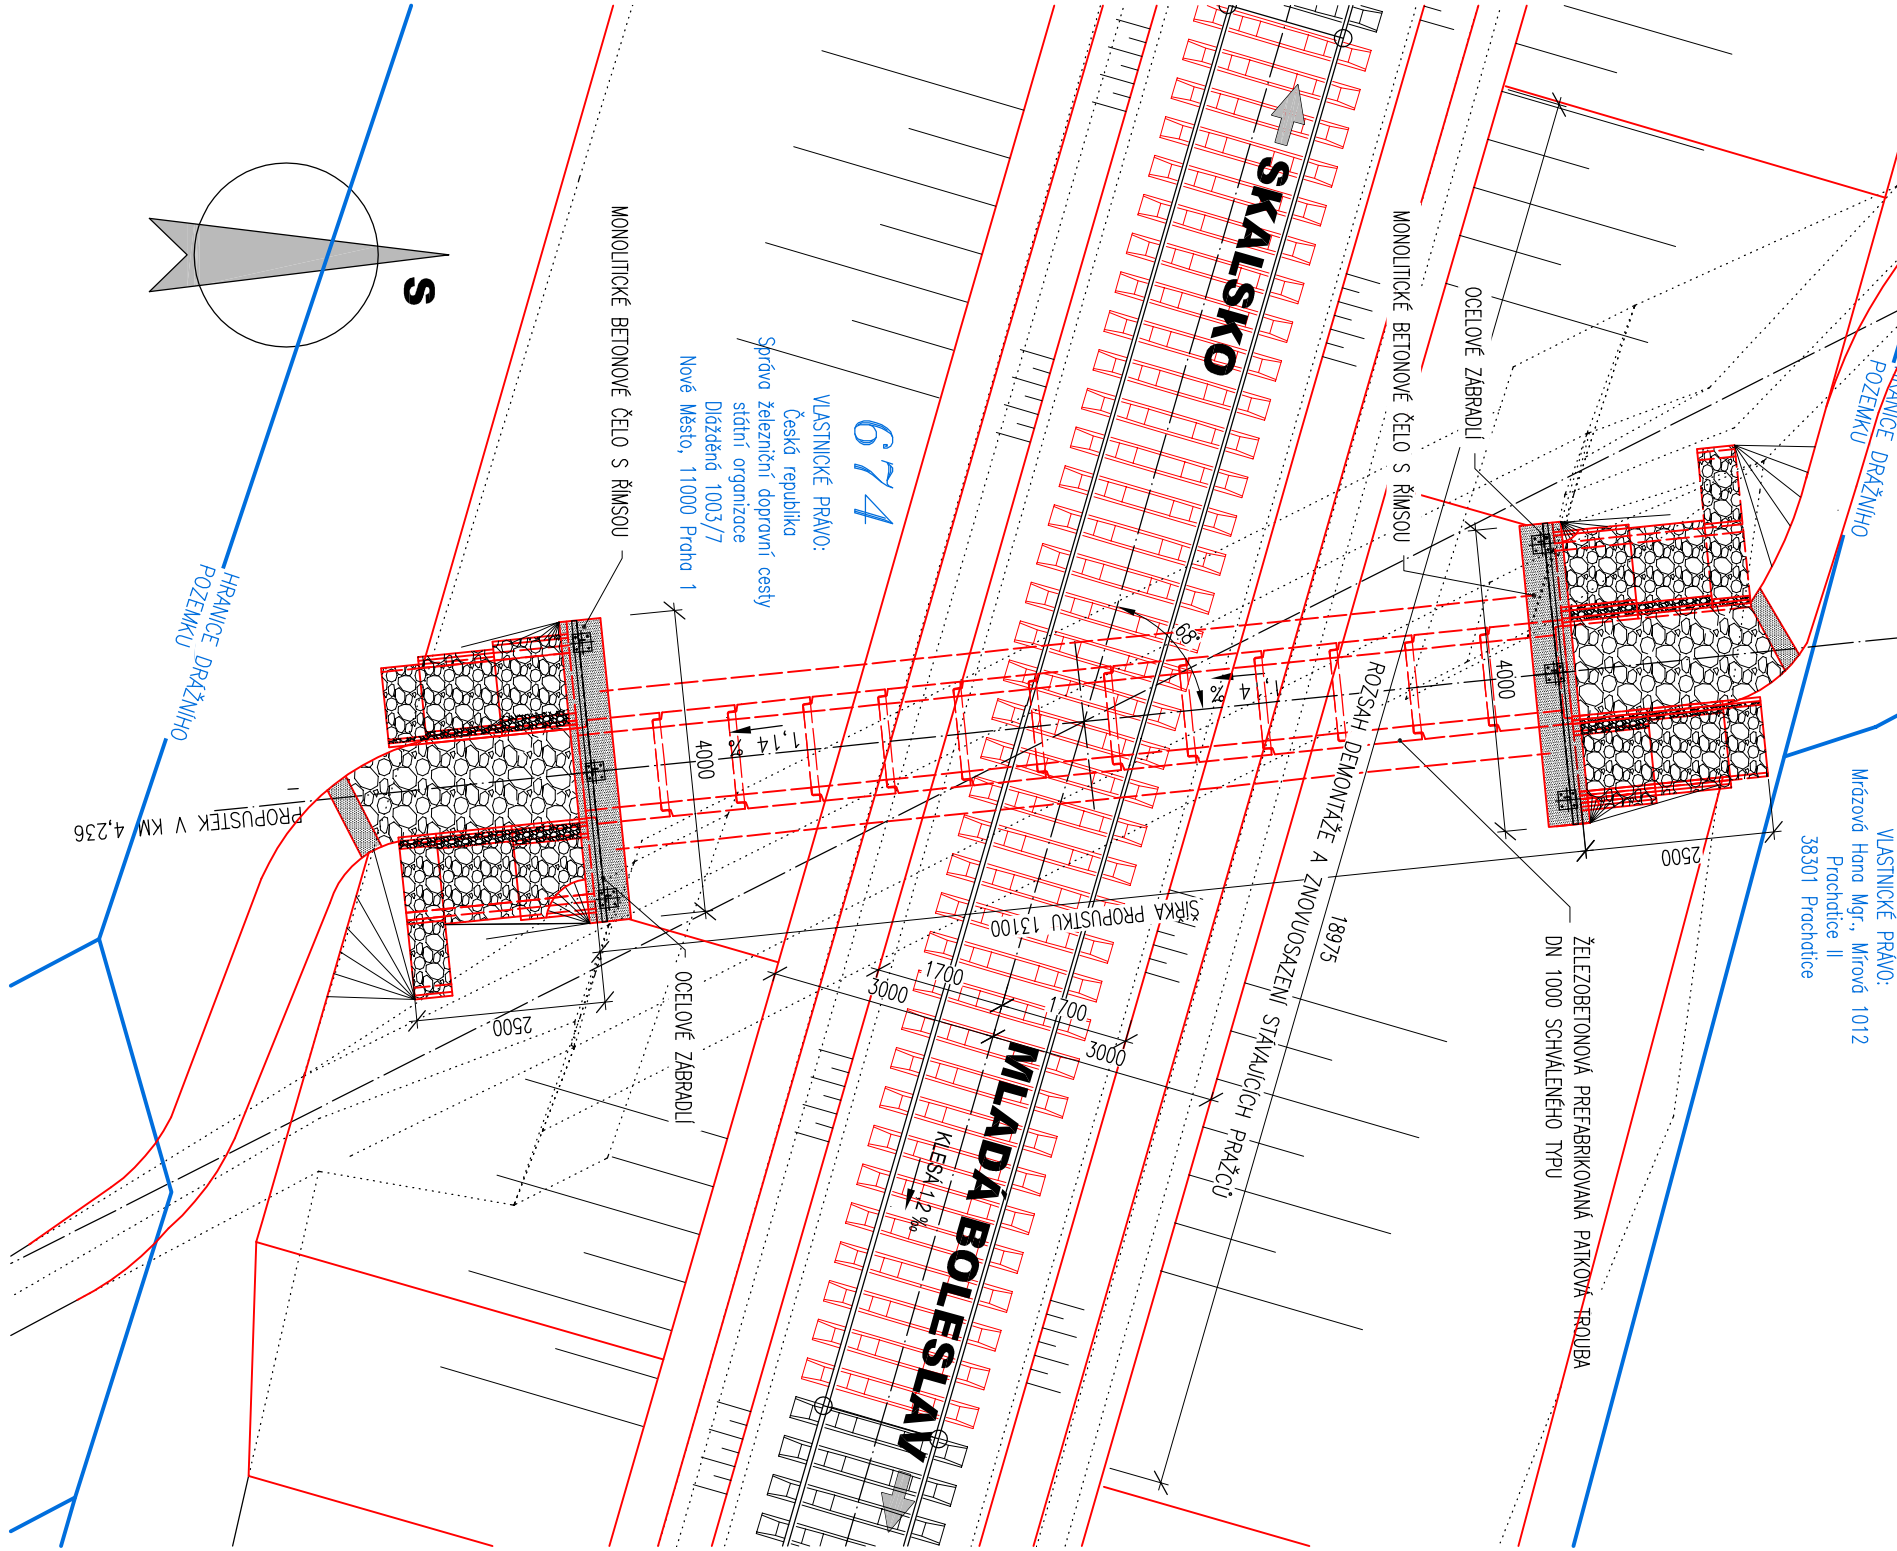 SKALSKO
MLADÁ BOLESLAV
KLESÁ 1,2 ‰
S
MONOLITICKÉ BETONOVÉ ČELO S ŘÍMSOU
674
VLASTNICKÉ PRÁVO:
Česká republika
Správa železniční dopravní cesty
státní organizace
Dlážděná 1003/7
Nové Město, 11000 Praha 1
HRANICE DRÁŽNÍHO
POZEMKU
MONOLITICKÉ BETONOVÉ ČELO S ŘÍMSOU
OCELOVÉ ZÁBRADLÍ
DRÁŽNÍHO
POZEMKU
VLASTNICKÉ PRÁVO:
Mrázová Hana Mgr., Mírová 1012
Prachatice II
38301 Prachatice
ŽELEZOBETONOVÁ PREFABRIKOVANÁ PATKOVÁ TROUBA
DN 1000 SCHVÁLENÉHO TYPU
ROZSAH DEMONTÁŽE A ZNOVUOSAZENÍ STÁVAJÍCÍCH PRAŽCŮ
18975
OCELOVÉ ZÁBRADLÍ
PROPUSTEK V KM 4,236
ŠÍŘKA PROPUSTKU 13100
68°
4000
4000
1,14 %
2500
2500
1700
1700
3000
3000